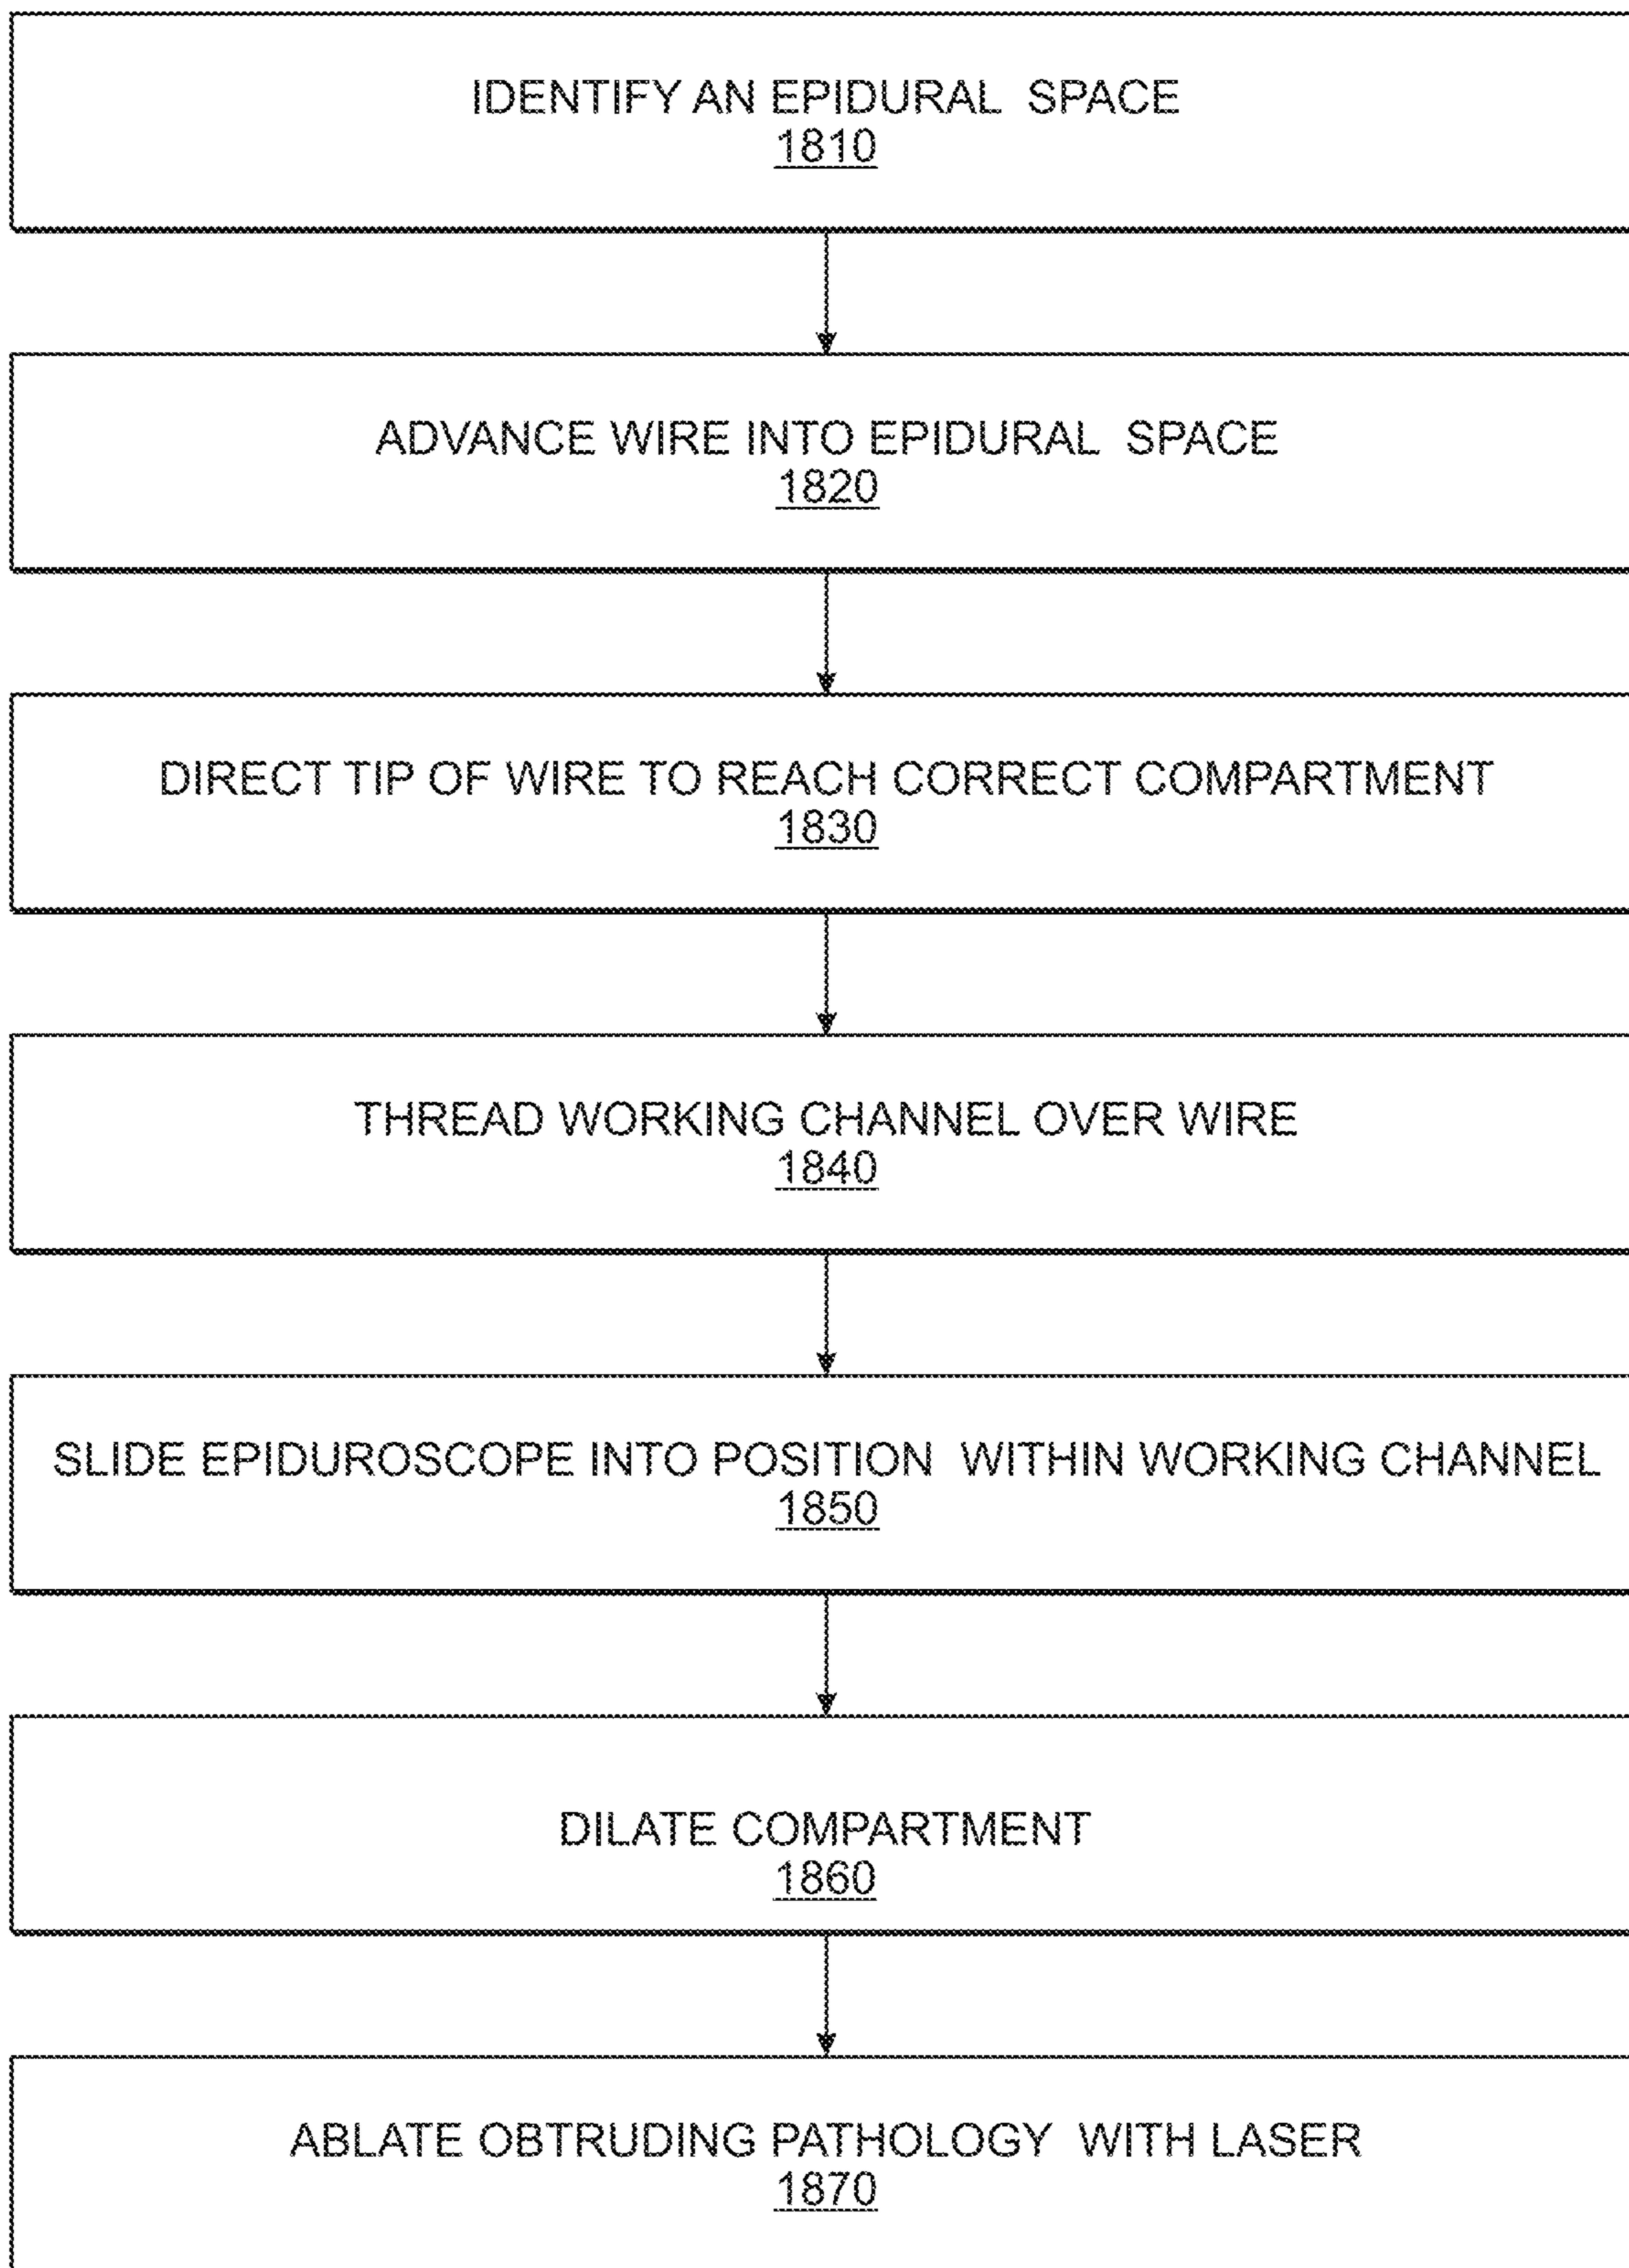 IDENTIFY AN EPIDURAL SPACE
1810
ADVANCE WIRE INTO EPIDURAL SPACE
1820
DIRECT TIP OF WIRE TO REACH CORRECT COMPARTMENT
1830
THREAD WORKING CHANNEL OVER WIRE
1840
SLIDE EPIDUROSCOPE INTO POSITION WITHIN WORKING CHANNEL
1850
DILATE COMPARTMENT
1860
ABLATE OBTRUDING PATHOLOGY WITH LASER
1870